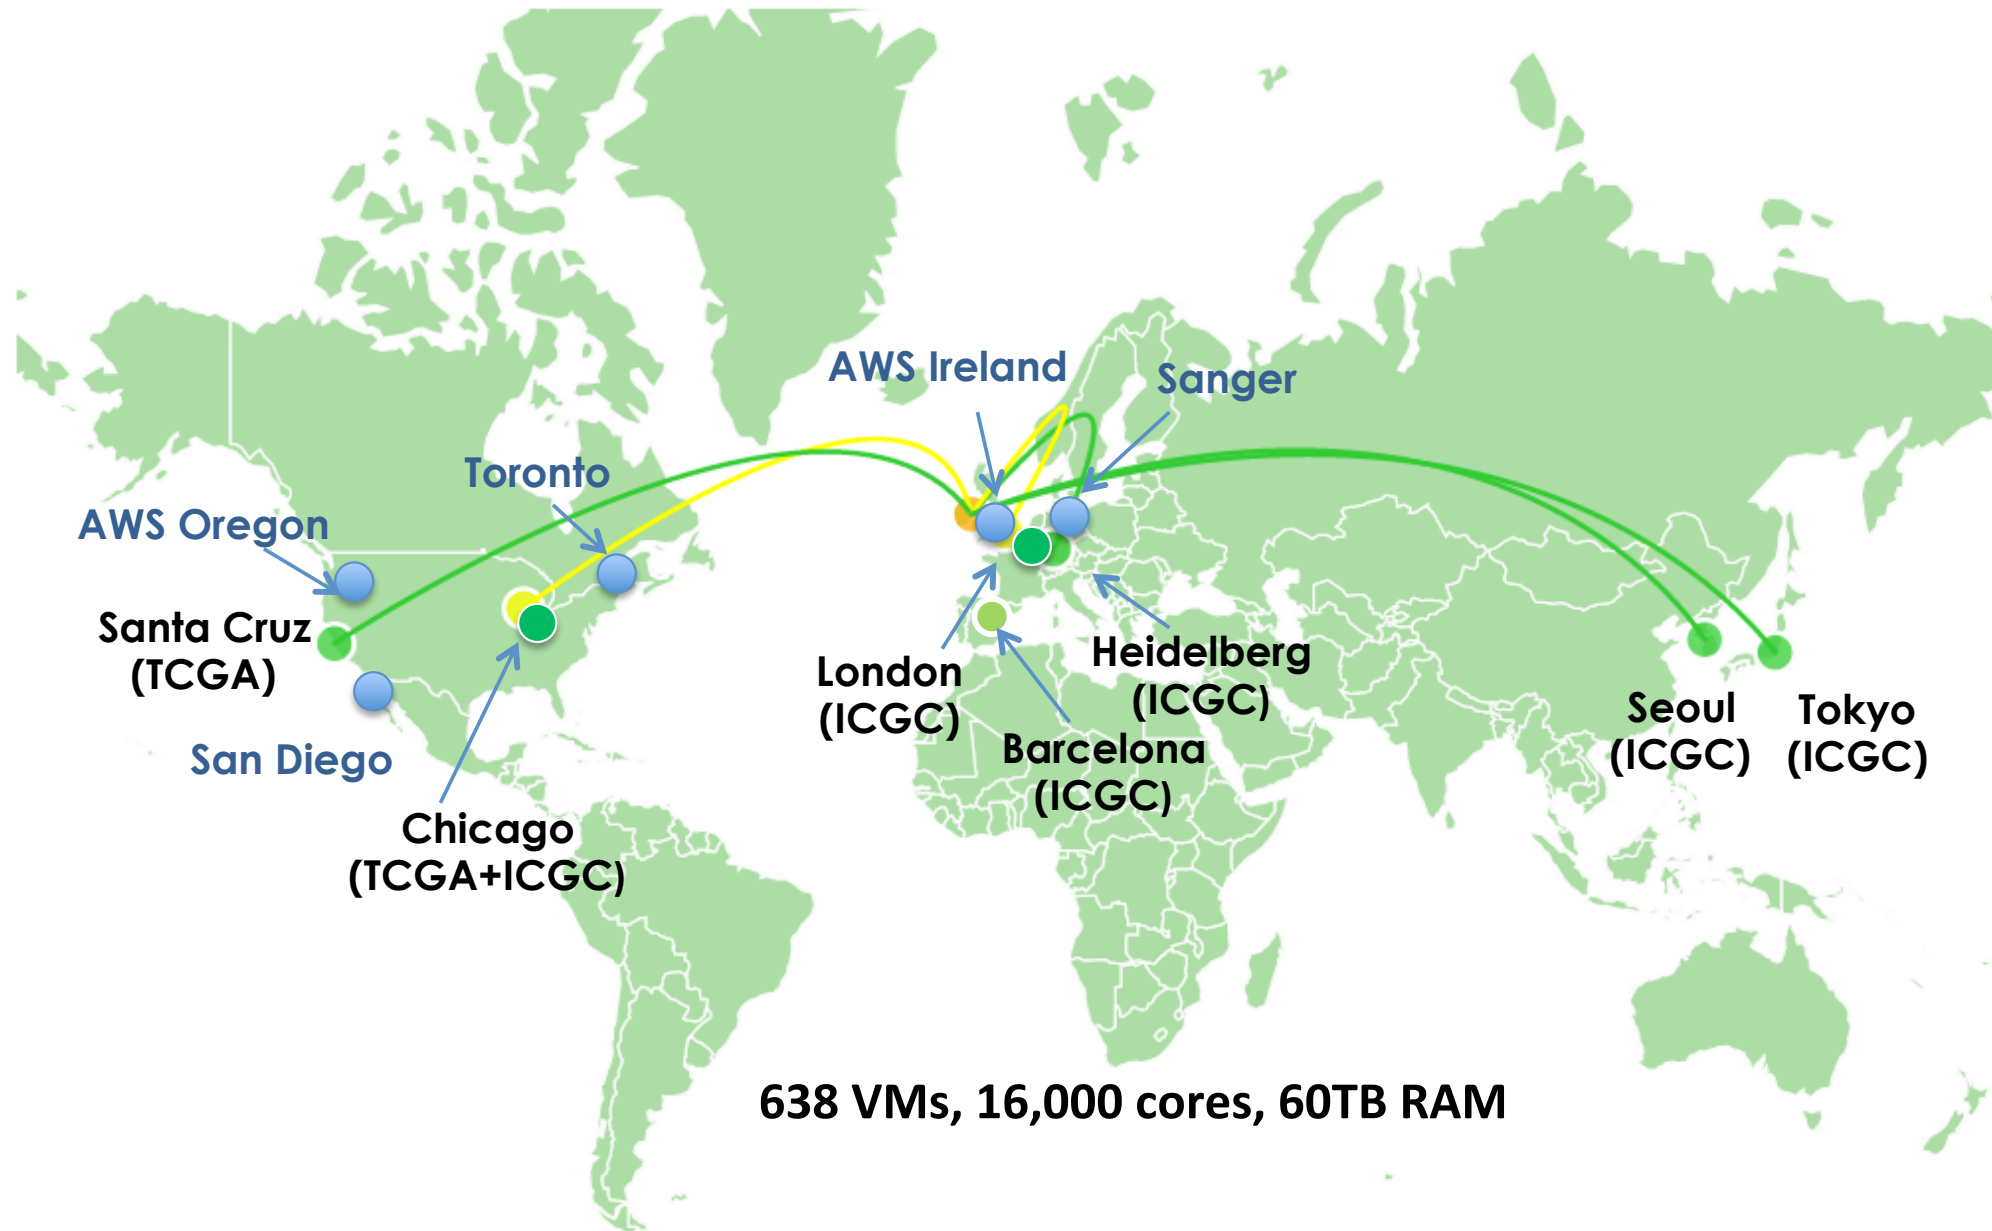 AWS Ireland
Sanger
Toronto
AWS Oregon
Santa Cruz
(TCGA)
San Diego
Chicago
(TCGA+ICGC)
London
(ICGC)
Heidelberg
(ICGC)
Barcelona
(ICGC)
Seoul
(ICGC)
Tokyo
(ICGC)
638 VMs, 16,000 cores, 60TB RAM